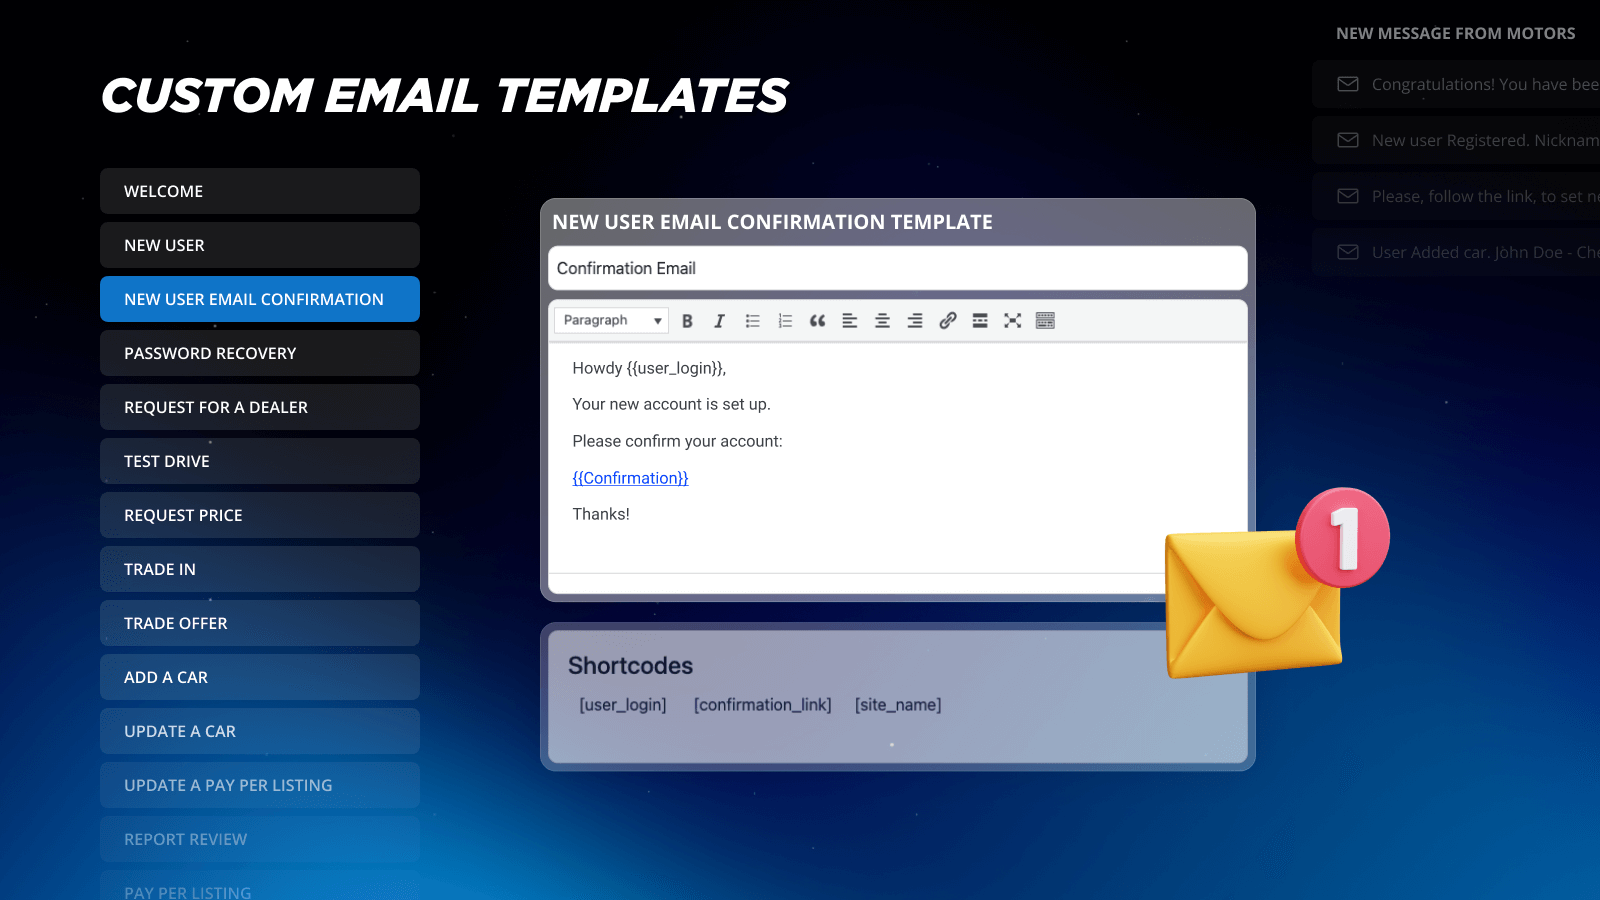 CUSTOM EMAIL TEMPLATES
WELCOME
NEW USER
NEW USER EMAIL CONFIRMATION
PASSWORD RECOVERY
REQUEST FOR A DEALER
TEST DRIVE
REQUEST PRICE
TRADE IN
TRADE OFFER
ADD A CAR
UPDATE A CAR
UPDATE A PAY PER LISTING
REPORT REVIEW
PAY PER LISTING
NEW USER EMAIL CONFIRMATION TEMPLATE
Confirmation Email
Paragraph
B I
Howdy {{user_login}},
Your new account is set up.
Please confirm your account:
{{Confirmation}}
Thanks!
1
Shortcodes
[user_login] [confirmation_link] [site_name]
NEW MESSAGE FROM MOTORS
Congratulations! You have bee
New user Registered. Nicknam
Please, follow the link, to set ne
User Added car. John Doe - Che